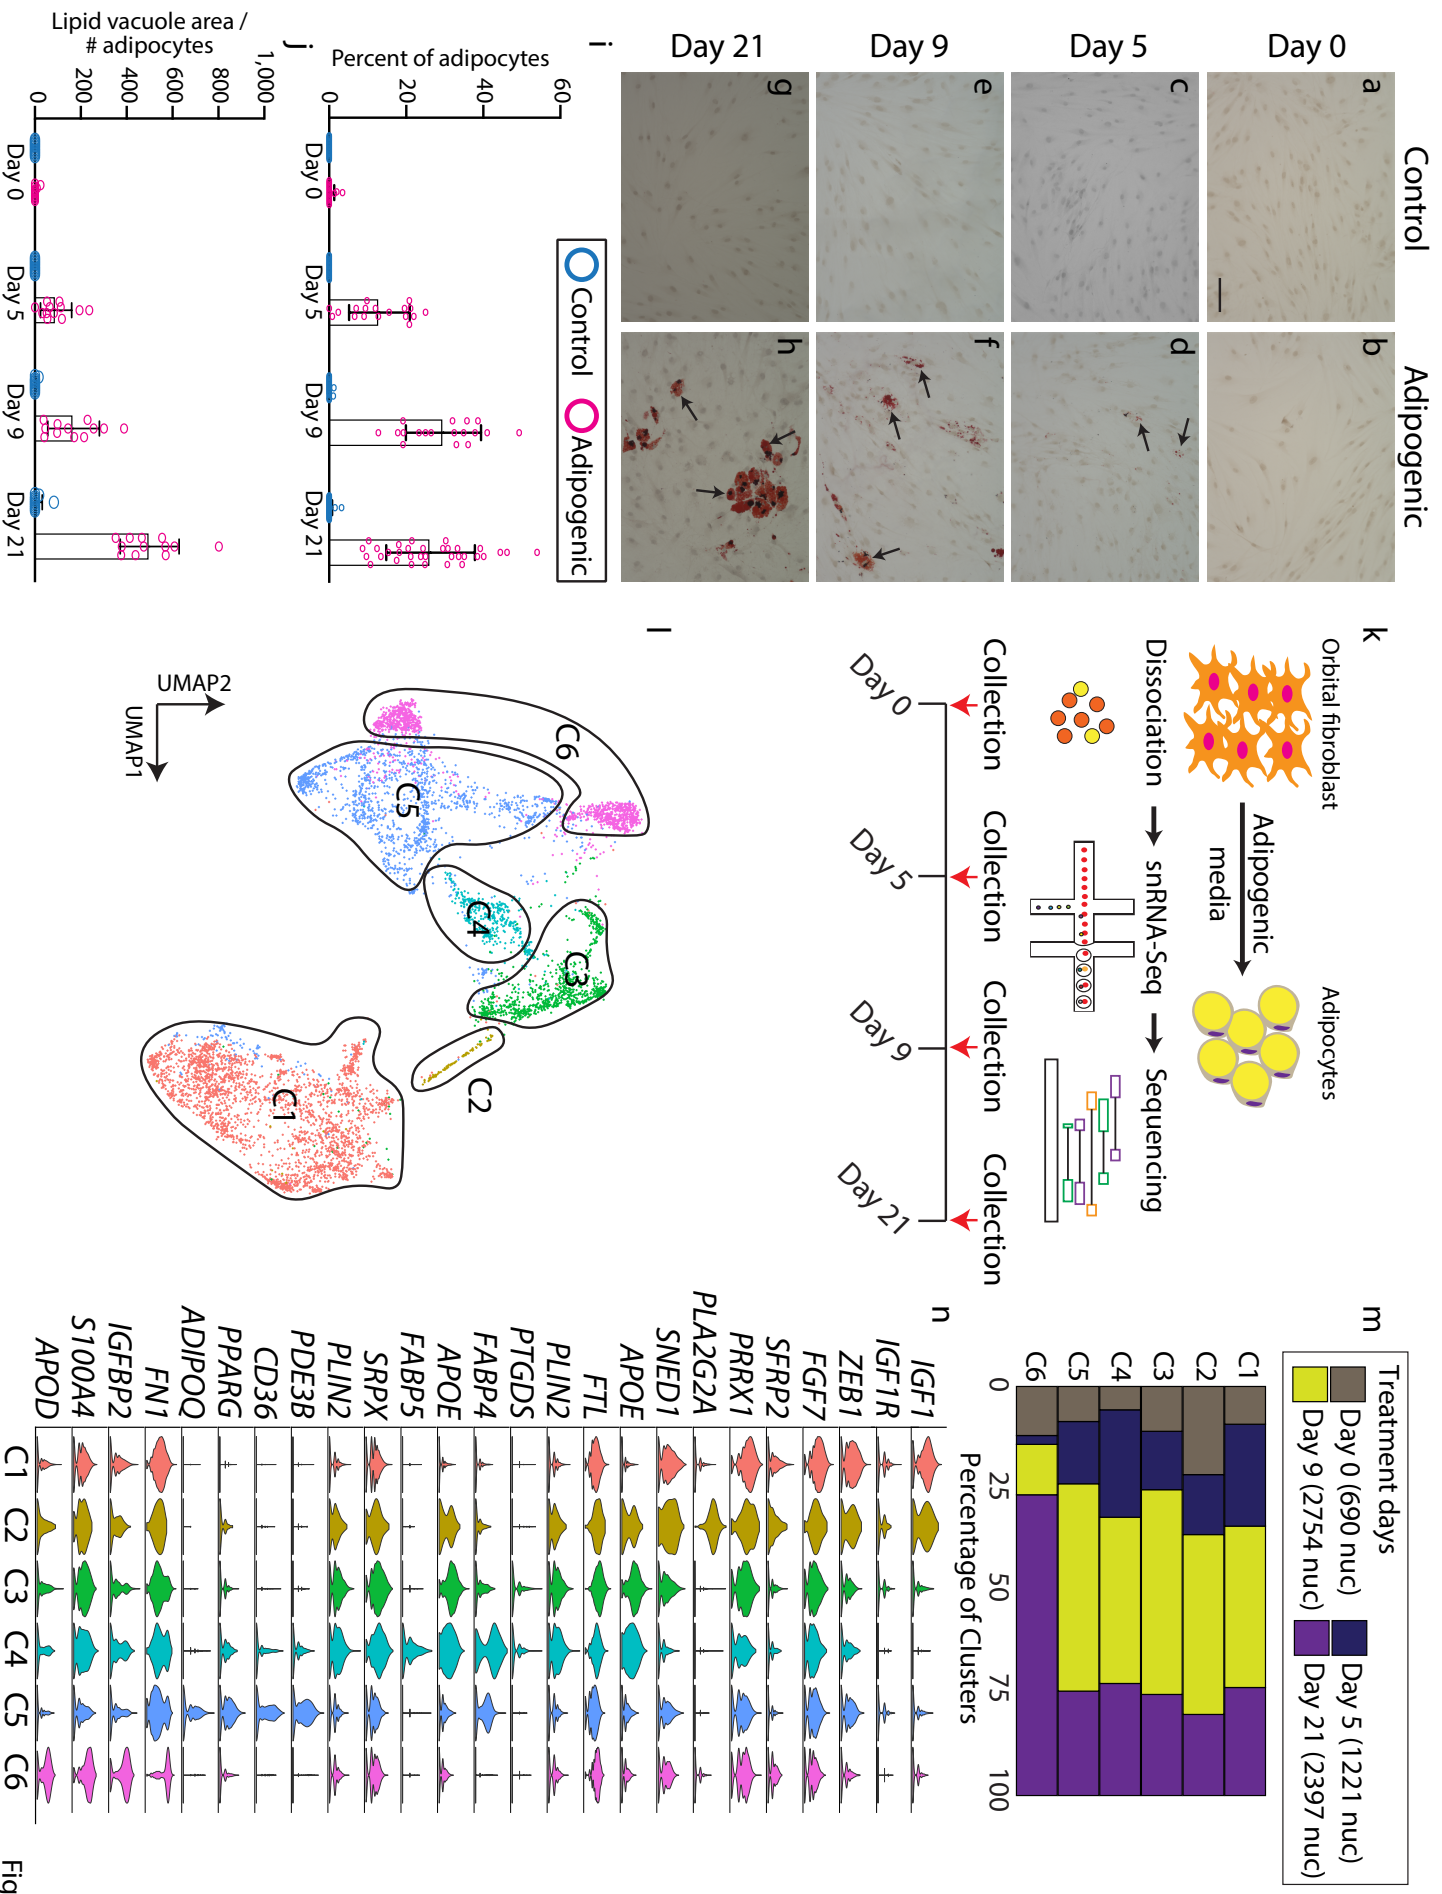 Control
Adipogenic
Day 0
a
b
Day 5
c
d
Day 9
e
f
Day 21
g
h
i
Control
Adipogenic
Percent of adipocytes
60
40
20
0
Day 0
Day 5
Day 9
Day 21
j
Lipid vacuole area /
# adipocytes
1,000
600
400
200
0
Day 0
Day 5
Day 9
Day 21
k
Orbital fibroblast
Adipogenic
media
Adipocytes
Dissociation
snRNA-Seq
Sequencing
Collection
Collection
Collection
Collection
Day 0
Day 5
Day 9
Day 21
l
C6
C5
C4
C3
C2
C1
UMAP2
UMAP1
m
Treatment days
Day 0 (690 nuc)
Day 5 (1221 nuc)
Day 9 (2754 nuc)
Day 21 (2397 nuc)
C1
C2
C3
C4
C5
C6
0
25
50
75
100
Percentage of Clusters
n
IGF1
IGF1R
ZEB1
FGF7
SFRP2
PRRX1
PLA2G2A
SNED1
APOE
FTL
PLIN2
PTGDS
FABP4
APOE
FABP5
SRPX
PLIN2
PDE3B
CD36
PPARG
ADIPOQ
FN1
IGFBP2
S100A4
APOD
C1
C2
C3
C4
C5
C6
Fig